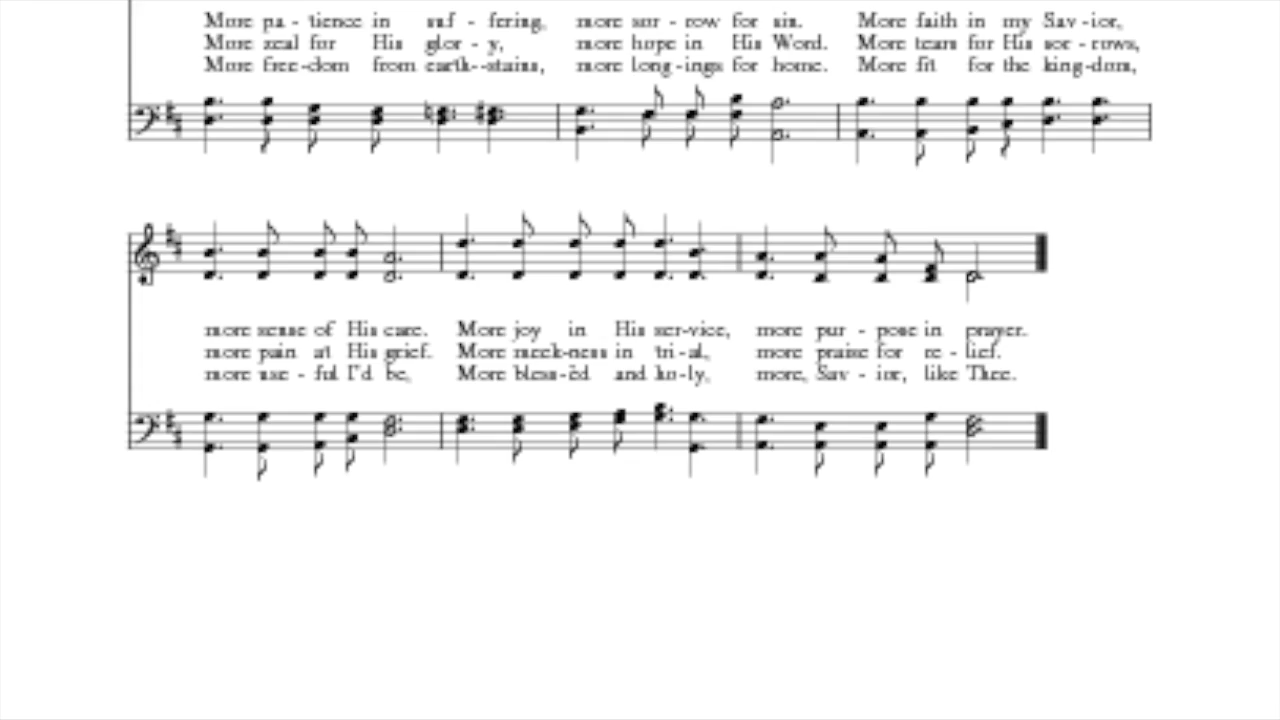 More pa - tience in suf - fering, more sor - row for sin. More faith in my Sav - ior,
More zeal for His glor - y, more hope in His Word. More tears for His sor - rows,
More free - dom from earth--stains, more long - ings for home. More fit for the king - dom,
more sense of His care. More joy in His ser - vice, more pur - pose in prayer.
more pain at His grief. More meek - ness in tri - al, more praise for re - lief.
more use - ful I'd be, More bless - èd and ho - ly, more, Sav - ior, like Thee.